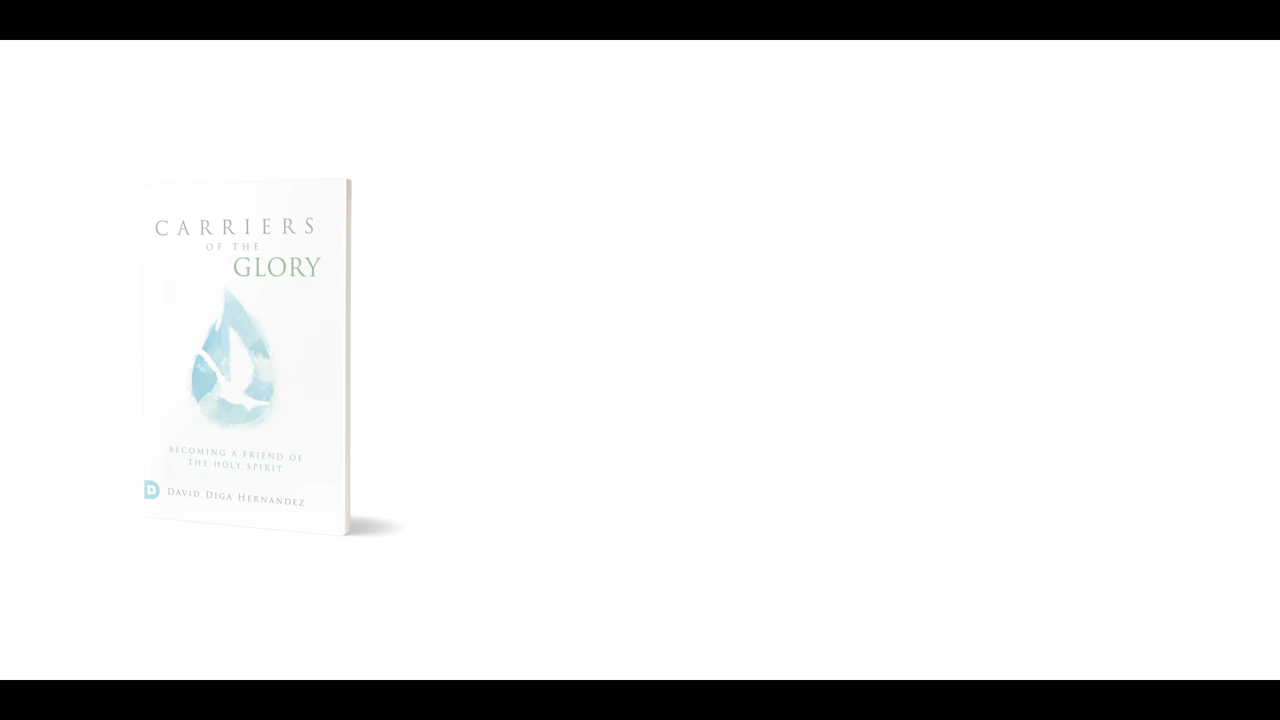 CARRIERS
OF THE
GLORY
BECOMING A FRIEND OF
THE HOLY SPIRIT
D
DAVID DIGA HERNANDEZ